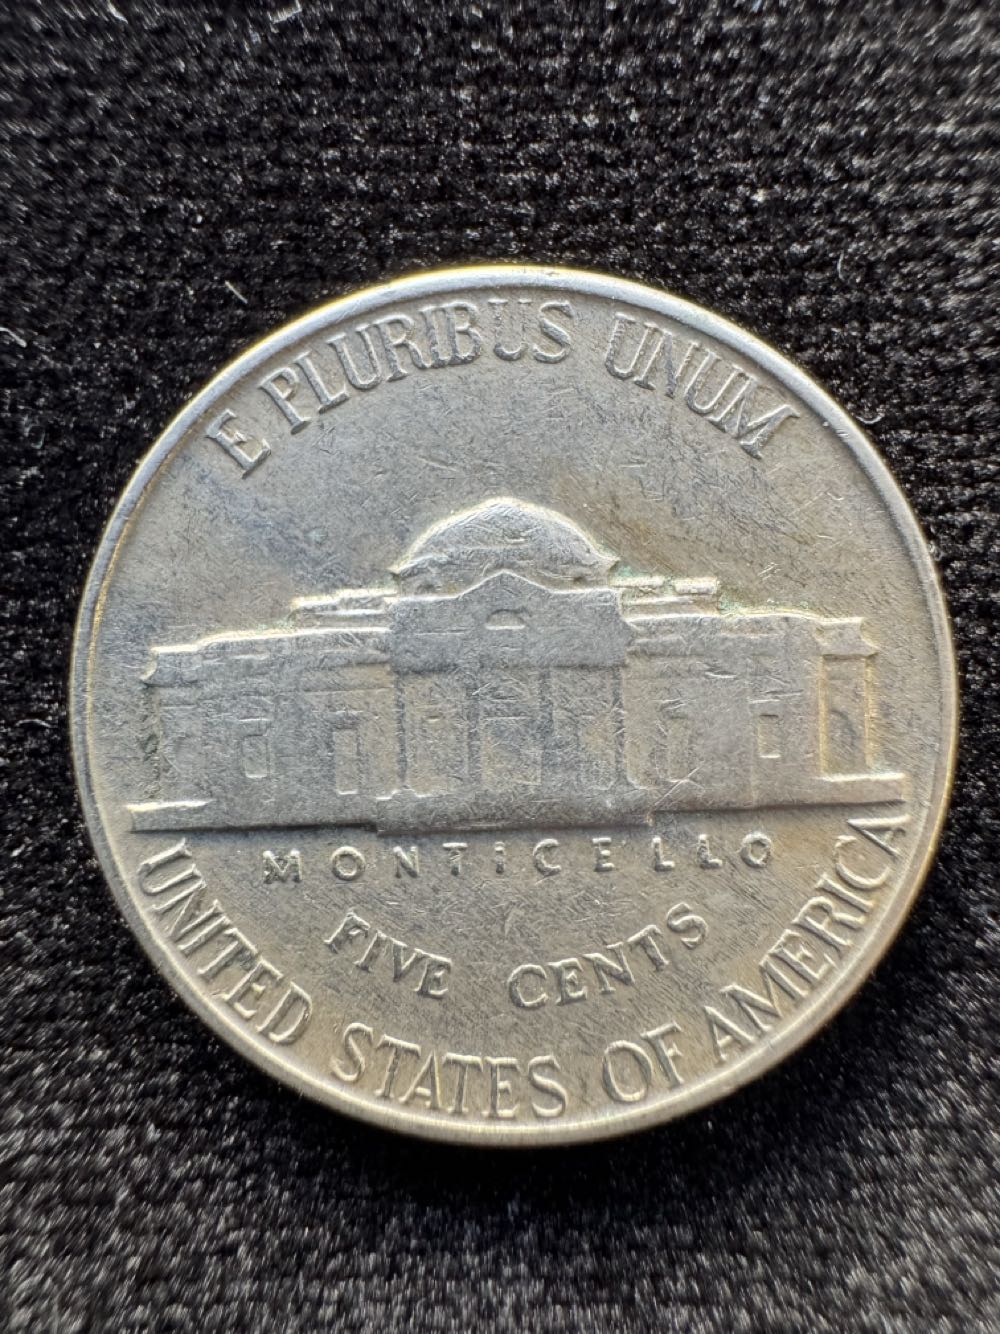 E PLURIBUS UNUM
MONTICELLO
FIVE CENTS
UNITED STATES OF AMERICA